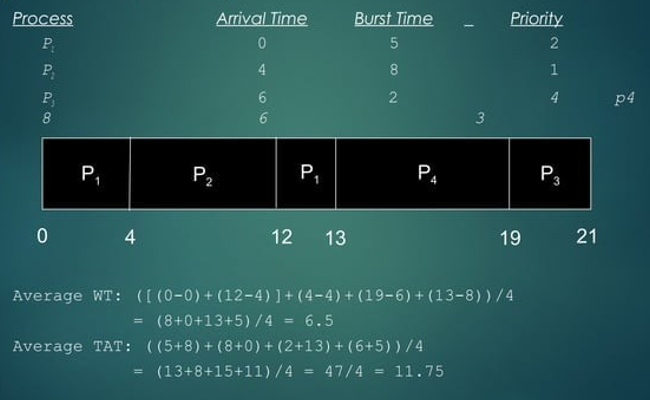 Process Arrival Time Burst Time _ Priority
P₁ 0 5 2
P₂ 4 8 1
P₃ 6 2 4 p4
8 6 3
P₁ P₂ P₁ P₄ P₃
0 4 12 13 19 21
Average WT: ([(0-0)+(12-4)]+(4-4)+(19-6)+(13-8))/4
= (8+0+13+5)/4 = 6.5
Average TAT: ((5+8)+(8+0)+(2+13)+(6+5))/4
= (13+8+15+11)/4 = 47/4 = 11.75